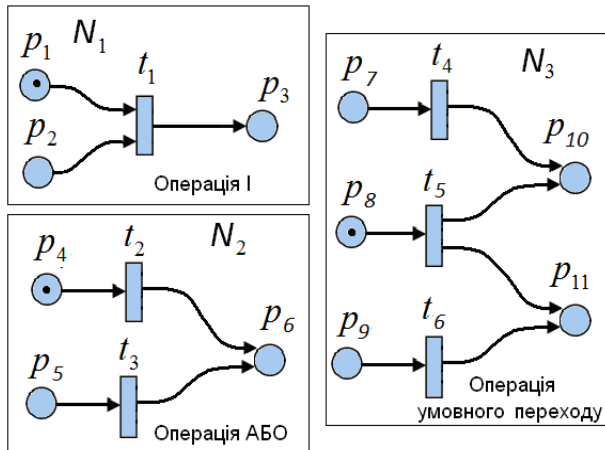 N1
p1
t1
p3
p2
Операція І
N2
p4
t2
p6
p5
t3
Операція АБО
N3
p7
t4
p10
p8
t5
p11
p9
t6
Операція
умовного переходу